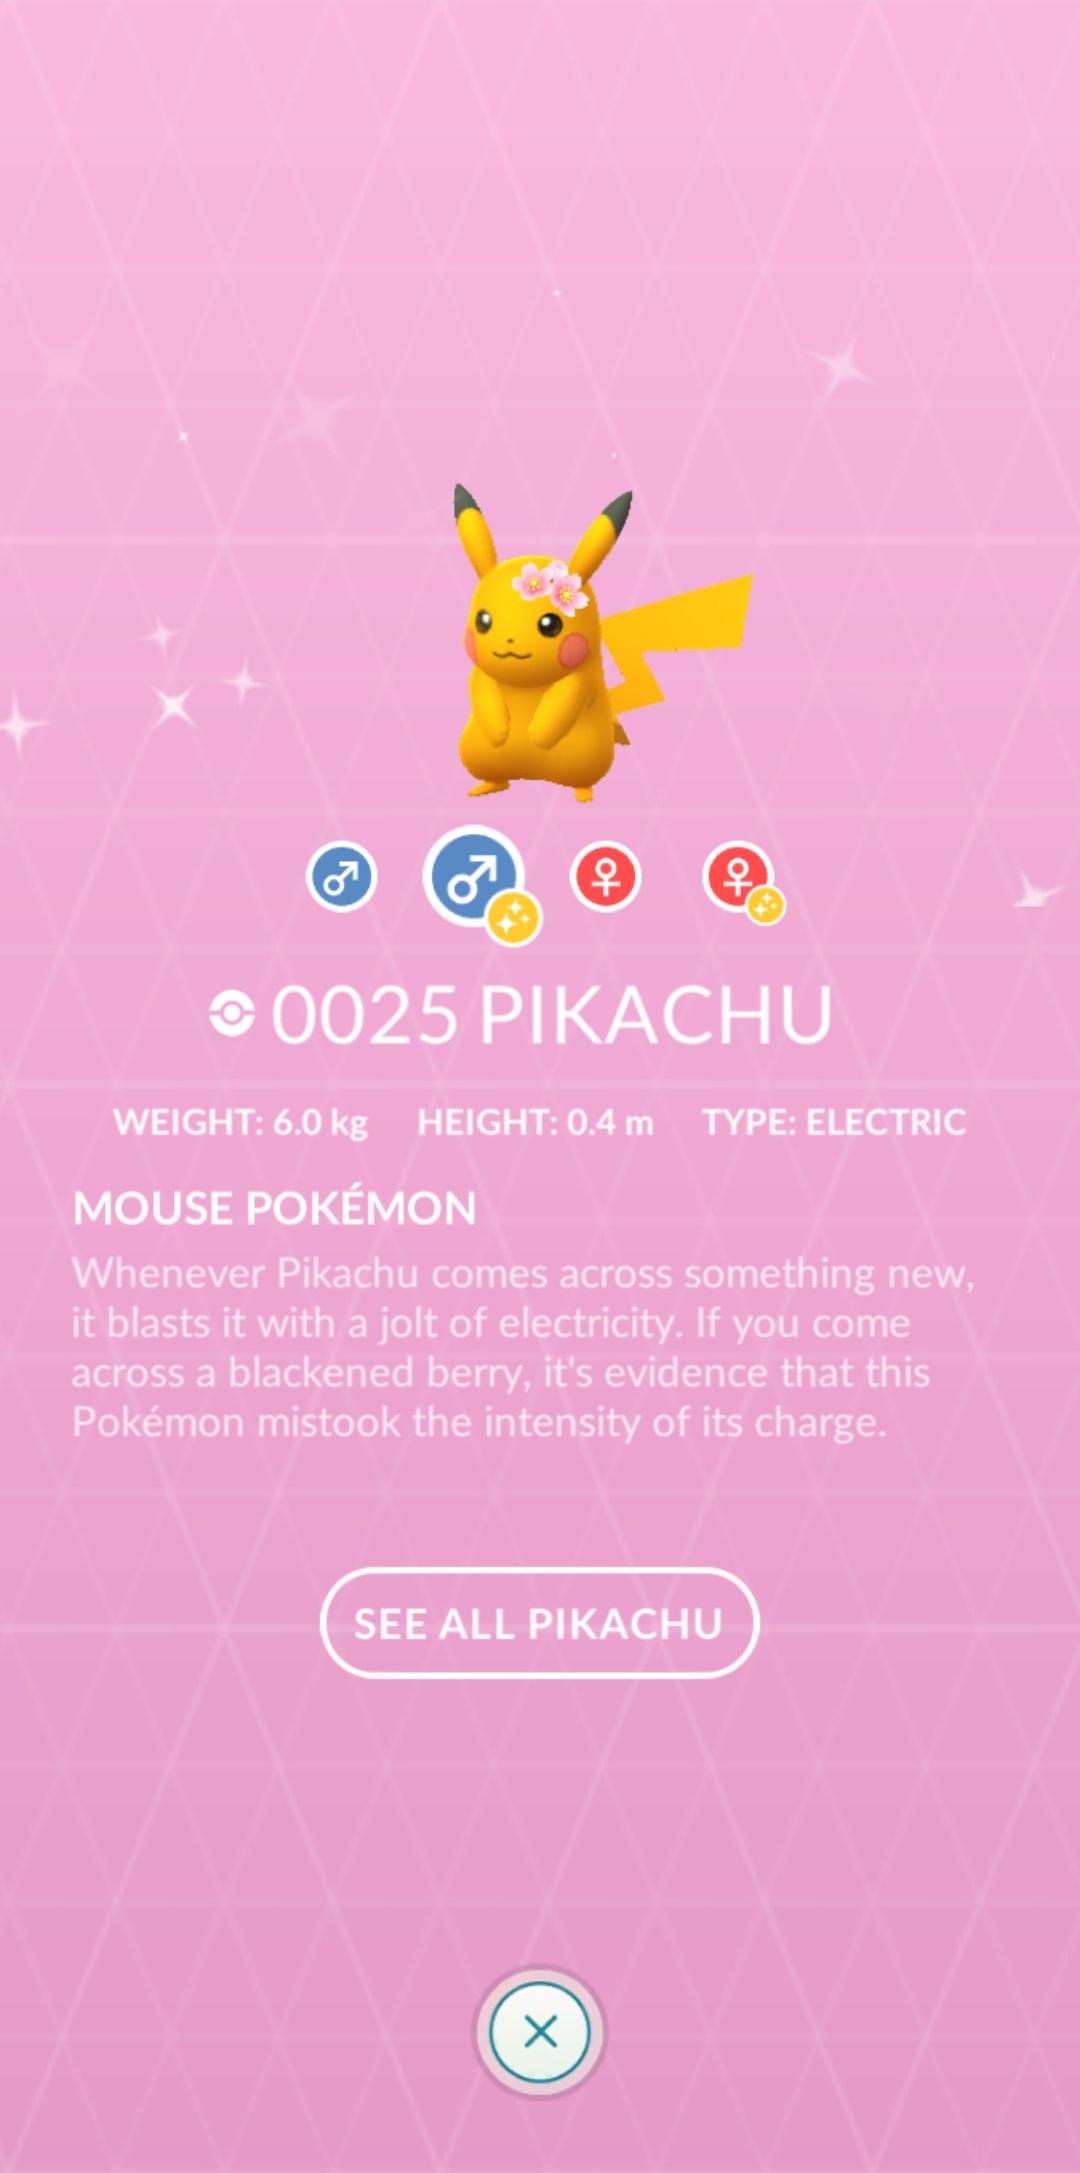 0025 PIKACHU
WEIGHT: 6.0 kg HEIGHT: 0.4 m TYPE: ELECTRIC
MOUSE POKÉMON
Whenever Pikachu comes across something new,
it blasts it with a jolt of electricity. If you come
across a blackened berry, it's evidence that this
Pokémon mistook the intensity of its charge.
SEE ALL PIKACHU